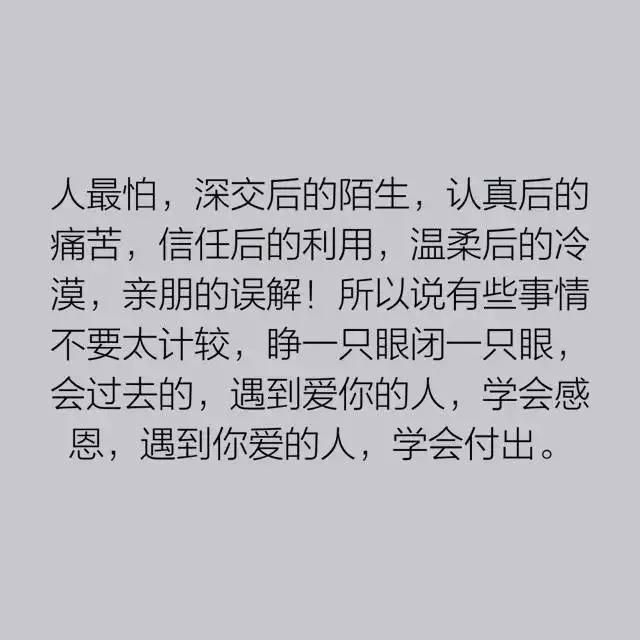 人最怕，深交后的陌生，认真后的
痛苦，信任后的利用，温柔后的冷
漠，亲朋的误解！所以说有些事情
不要太计较，睁一只眼闭一只眼，
会过去的，遇到爱你的人，学会感
恩，遇到你爱的人，学会付出。